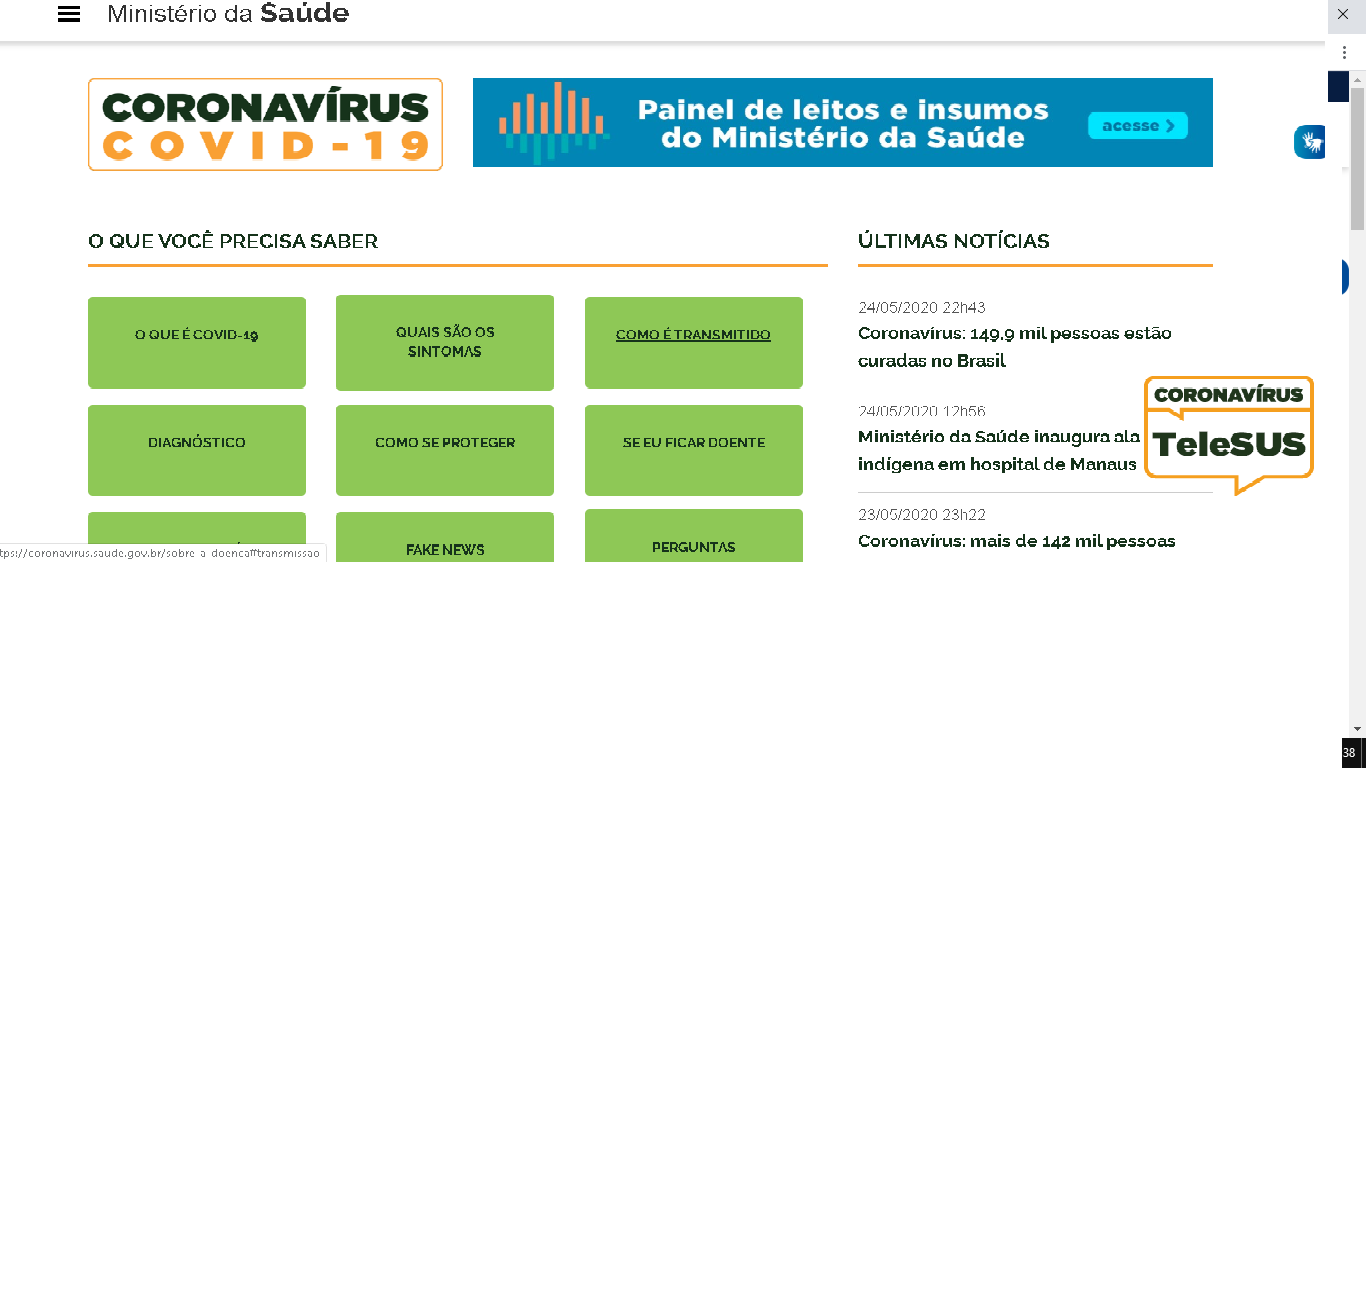 Ministério da Saúde
CORONAVÍRUS
COVID-19
Painel de leitos e insumos
do Ministério da Saúde
acesse
O QUE VOCÊ PRECISA SABER
O QUE É COVID-19
QUAIS SÃO OS
SINTOMAS
COMO É TRANSMITIDO
DIAGNÓSTICO
COMO SE PROTEGER
SE EU FICAR DOENTE
FAKE NEWS
PERGUNTAS
tps://coronavirus.saude.gov.br/sobre-a-doenca#transmissao
ÚLTIMAS NOTÍCIAS
24/05/2020 22h43
Coronavírus: 149.9 mil pessoas estão
curadas no Brasil
24/05/2020 12h56
Ministério da Saúde inaugura ala
indígena em hospital de Manaus
23/05/2020 23h22
Coronavírus: mais de 142 mil pessoas
CORONAVÍRUS
TeleSUS
38